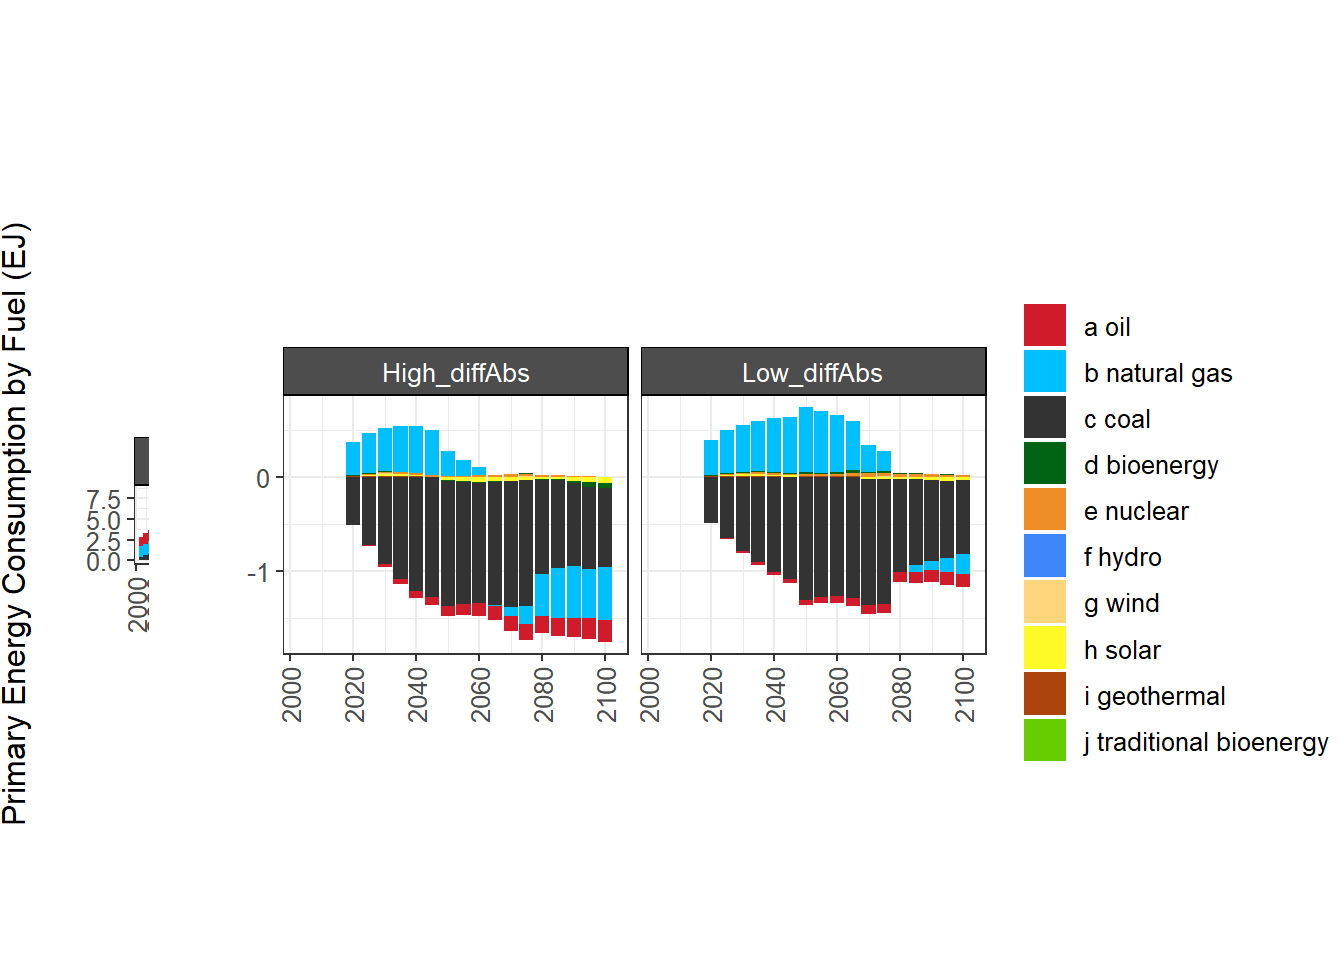 Primary Energy Consumption by Fuel (EJ)
7.5
5.0
2.5
0.0
2000
High_diffAbs
Low_diffAbs
0
-1
2000
2020
2040
2060
2080
2100
2000
2020
2040
2060
2080
2100
a oil
b natural gas
c coal
d bioenergy
e nuclear
f hydro
g wind
h solar
i geothermal
j traditional bioenergy